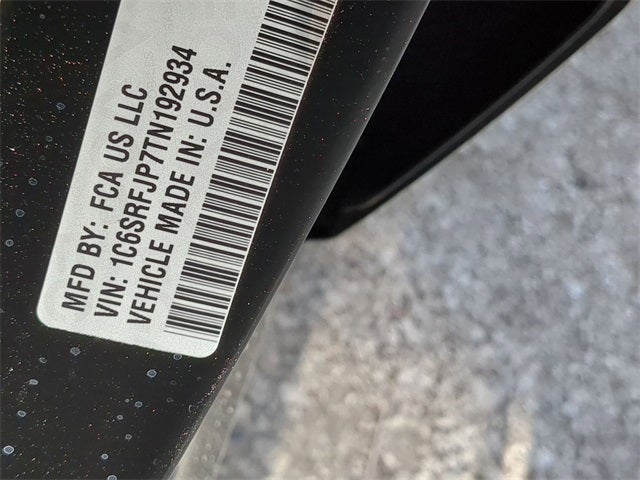 MFD BY: FCA US LLC
VIN: 1C6SRFJP7TN192934
VEHICLE MADE IN: U.S.A.